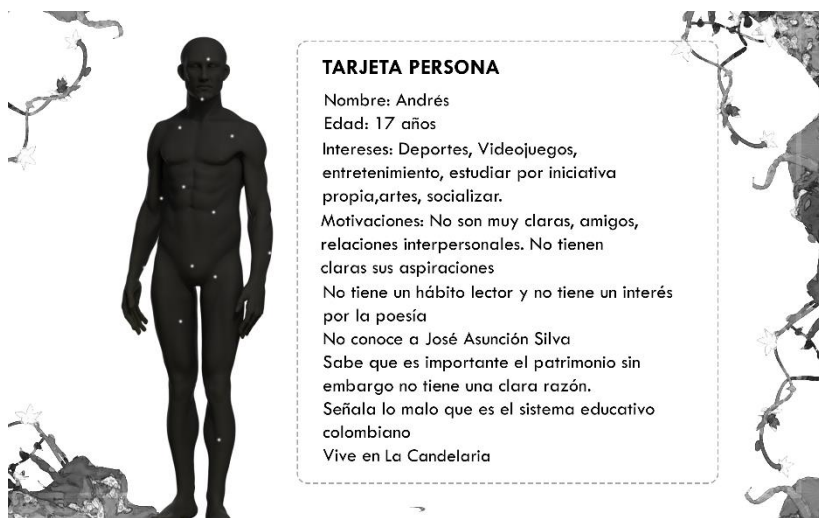 TARJETA PERSONA
Nombre: Andrés
Edad: 17 años
Intereses: Deportes, Videojuegos,
entretenimiento, estudiar por iniciativa
propia,artes, socializar.
Motivaciones: No son muy claras, amigos,
relaciones interpersonales. No tienen
claras sus aspiraciones
No tiene un hábito lector y no tiene un interés
por la poesía
No conoce a José Asunción Silva
Sabe que es importante el patrimonio sin
embargo no tiene una clara razón.
Señala lo malo que es el sistema educativo
colombiano
Vive en La Candelaria